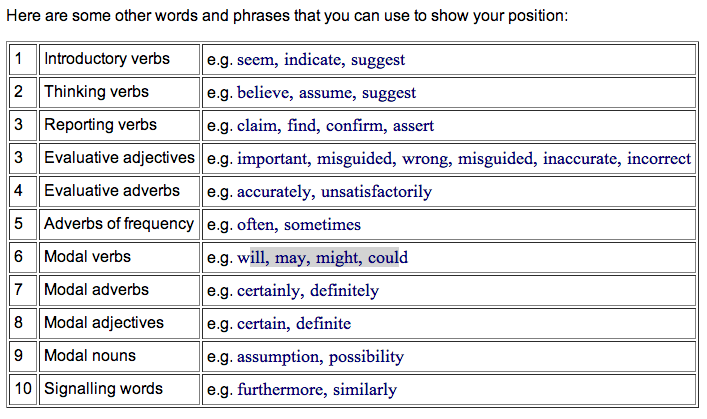 Here are some other words and phrases that you can use to show your position:
1 Introductory verbs e.g. seem, indicate, suggest
2 Thinking verbs e.g. believe, assume, suggest
3 Reporting verbs e.g. claim, find, confirm, assert
3 Evaluative adjectives e.g. important, misguided, wrong, misguided, inaccurate, incorrect
4 Evaluative adverbs e.g. accurately, unsatisfactorily
5 Adverbs of frequency e.g. often, sometimes
6 Modal verbs e.g. will, may, might, could
7 Modal adverbs e.g. certainly, definitely
8 Modal adjectives e.g. certain, definite
9 Modal nouns e.g. assumption, possibility
10 Signalling words e.g. furthermore, similarly